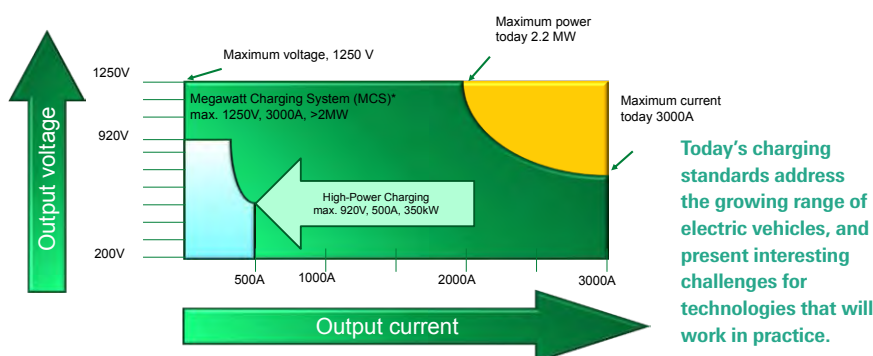 Maximum power
today 2.2 MW
Maximum voltage, 1250 V
1250V
Megawatt Charging System (MCS)*
max. 1250V, 3000A, >2MW
Maximum current
today 3000A
920V
Output voltage
High-Power Charging
max. 920V, 500A, 350kW
200V
500A
1000A
2000A
3000A
Output current
Today's charging
standards address
the growing range of
electric vehicles, and
present interesting
challenges for
technologies that will
work in practice.